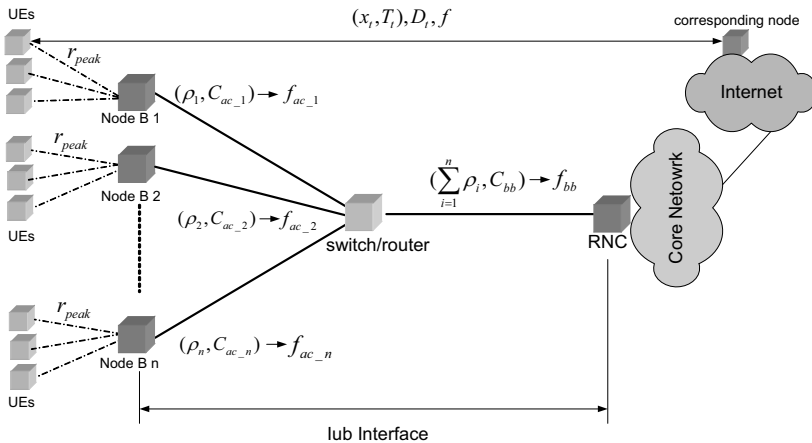 UEs
(x_t, T_t), D_t, f
corresponding node
r_peak
Internet
Node B 1
(ρ_1, C_ac_1) → f_ac_1
r_peak
Node B 2
(∑_{i=1}^{n} ρ_i, C_bb) → f_bb
Core Netowrk
UEs
(ρ_2, C_ac_2) → f_ac_2
switch/router
RNC
r_peak
Node B n
(ρ_n, C_ac_n) → f_ac_n
UEs
Iub Interface